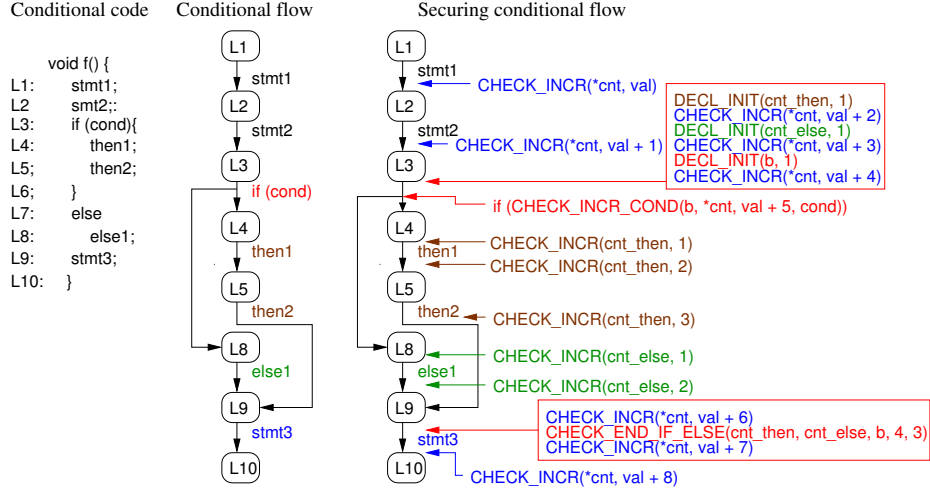 Conditional code
void f() {
L1: stmt1;
L2 smt2;:
L3: if (cond){
L4: then1;
L5; then2;
L6; }
L7: else
L8: else1;
L9: stmt3;
L10: }
Conditional flow
L1
stmt1
L2
stmt2
L3
if (cond)
L4
then1
L5
then2
L8
else1
L9
stmt3
L10
Securing conditional flow
L1
stmt1
CHECK_INCR(*cnt, val)
L2
stmt2
CHECK_INCR(*cnt, val + 1)
L3
DECL_INIT(cnt_then, 1)
CHECK_INCR(*cnt, val + 2)
DECL_INIT(cnt_else, 1)
CHECK_INCR(*cnt, val + 3)
DECL_INIT(b, 1)
CHECK_INCR(*cnt, val + 4)
if (CHECK_INCR_COND(b, *cnt, val + 5, cond))
L4
CHECK_INCR(cnt_then, 1)
then1
CHECK_INCR(cnt_then, 2)
L5
then2
CHECK_INCR(cnt_then, 3)
L8
CHECK_INCR(cnt_else, 1)
else1
CHECK_INCR(cnt_else, 2)
L9
CHECK_INCR(*cnt, val + 6)
CHECK_END_IF_ELSE(cnt_then, cnt_else, b, 4, 3)
CHECK_INCR(*cnt, val + 7)
stmt3
L10
CHECK_INCR(*cnt, val + 8)